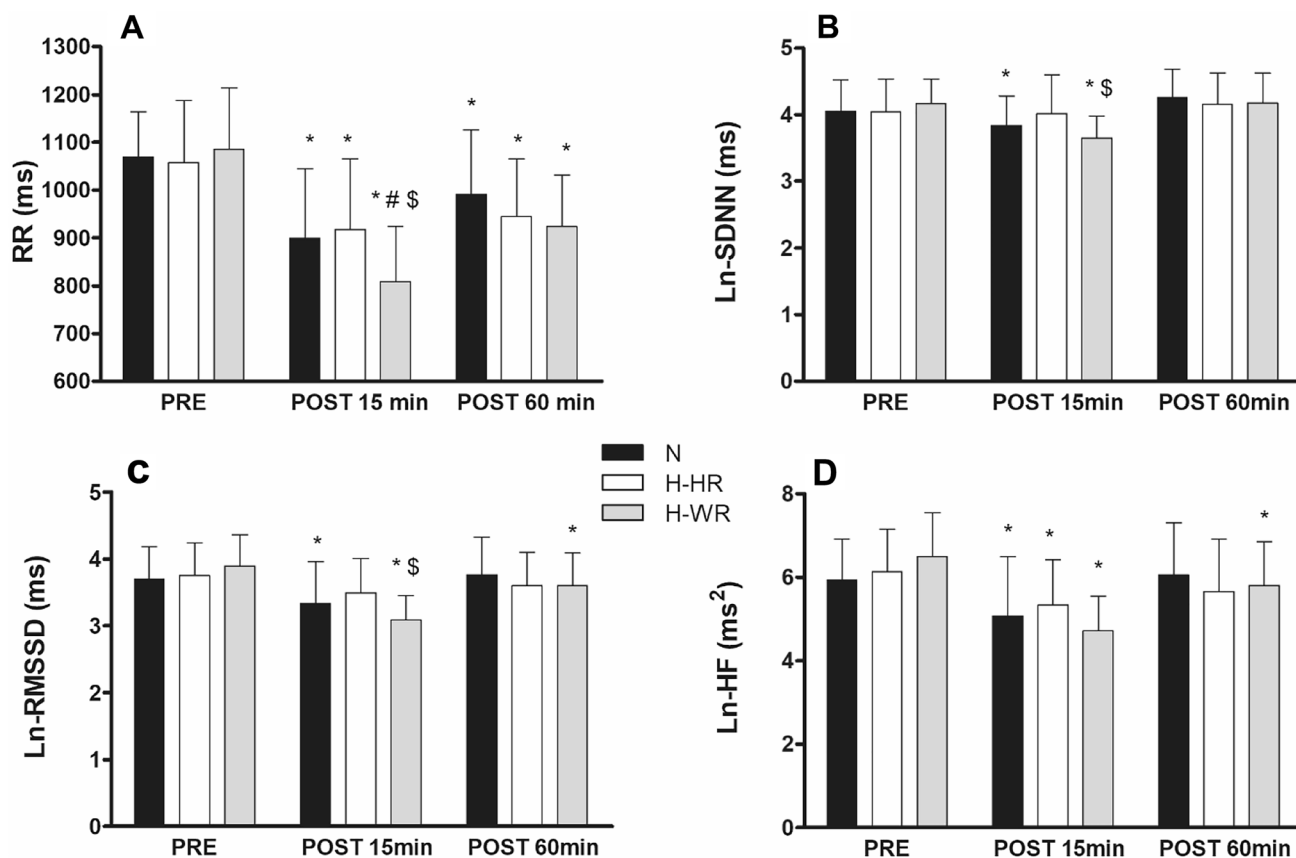 A
RR (ms)
1300
1200
1100
1000
900
800
700
600
* * * # $ * * *
PRE POST 15 min POST 60 min
B
Ln-SDNN (ms)
5
4
3
2
1
0
* * $
PRE POST 15min POST 60min
N
H-HR
H-WR
C
Ln-RMSSD (ms)
5
4
3
2
1
0
* * $ *
PRE POST 15min POST 60min
D
Ln-HF (ms²)
8
6
4
2
0
* * * *
PRE POST 15min POST 60min